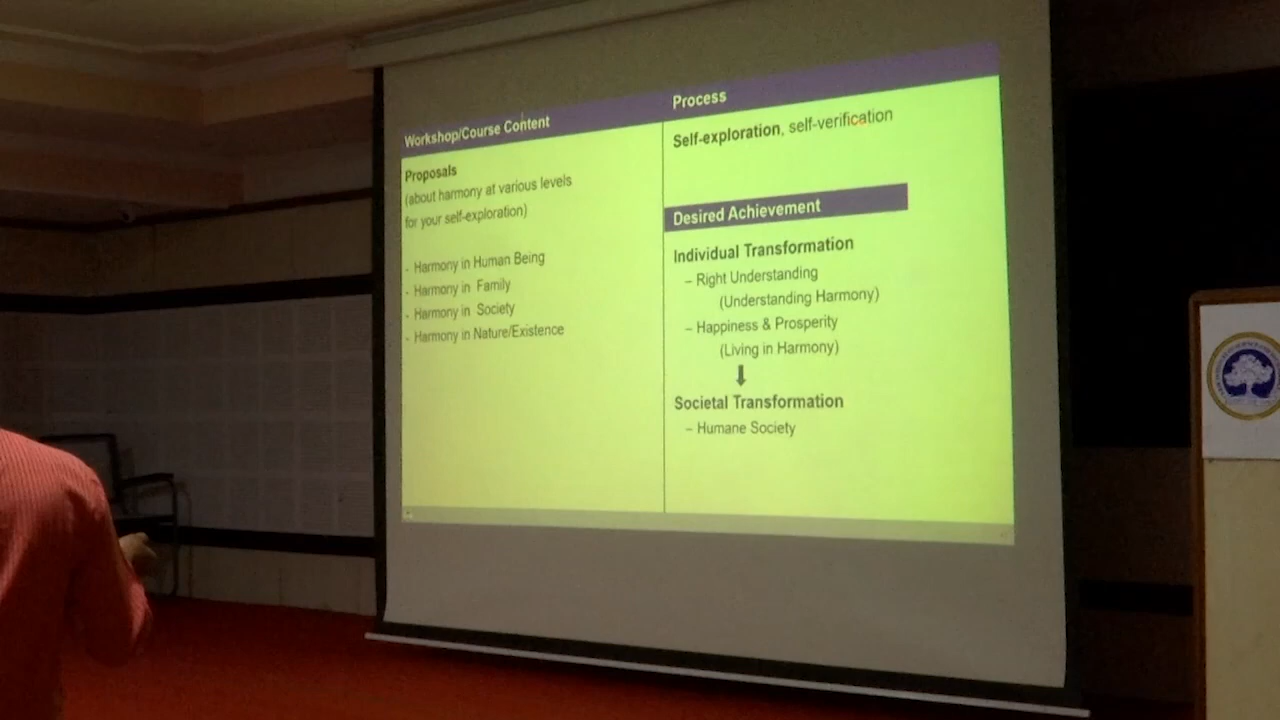 Workshop/Course Content
Proposals
(about harmony at various levels
for your self-exploration)
- Harmony in Human Being
- Harmony in Family
- Harmony in Society
- Harmony in Nature/Existence
Process
Self-exploration, self-verification
Desired Achievement
Individual Transformation
– Right Understanding
(Understanding Harmony)
– Happiness & Prosperity
(Living in Harmony)
Societal Transformation
– Humane Society